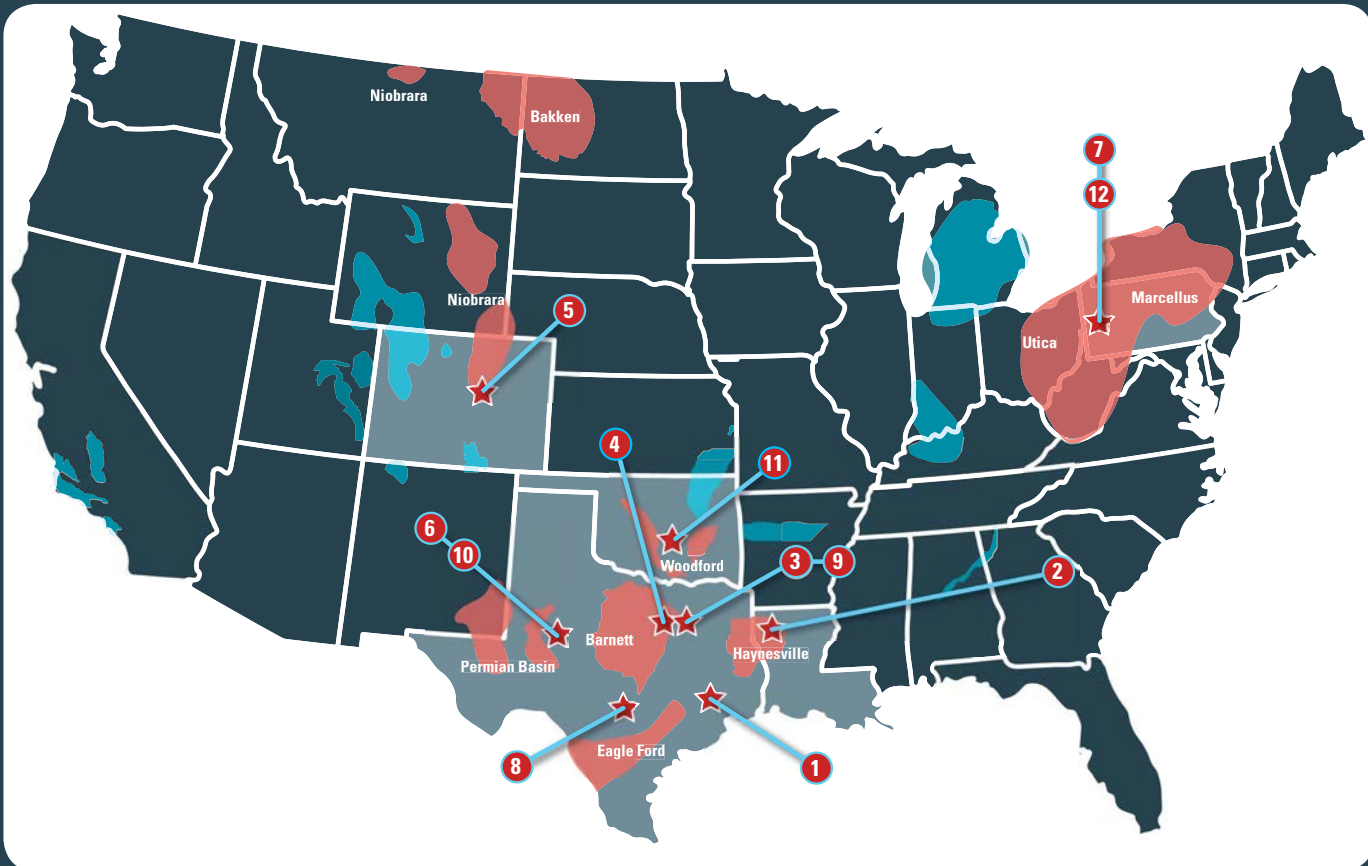 Niobrara
Bakken
7
12
Niobrara
5
Marcellus
Utica
4
11
6
10
Woodford
3
9
2
Barnett
Haynesville
Permian Basin
Eagle Ford
8
1